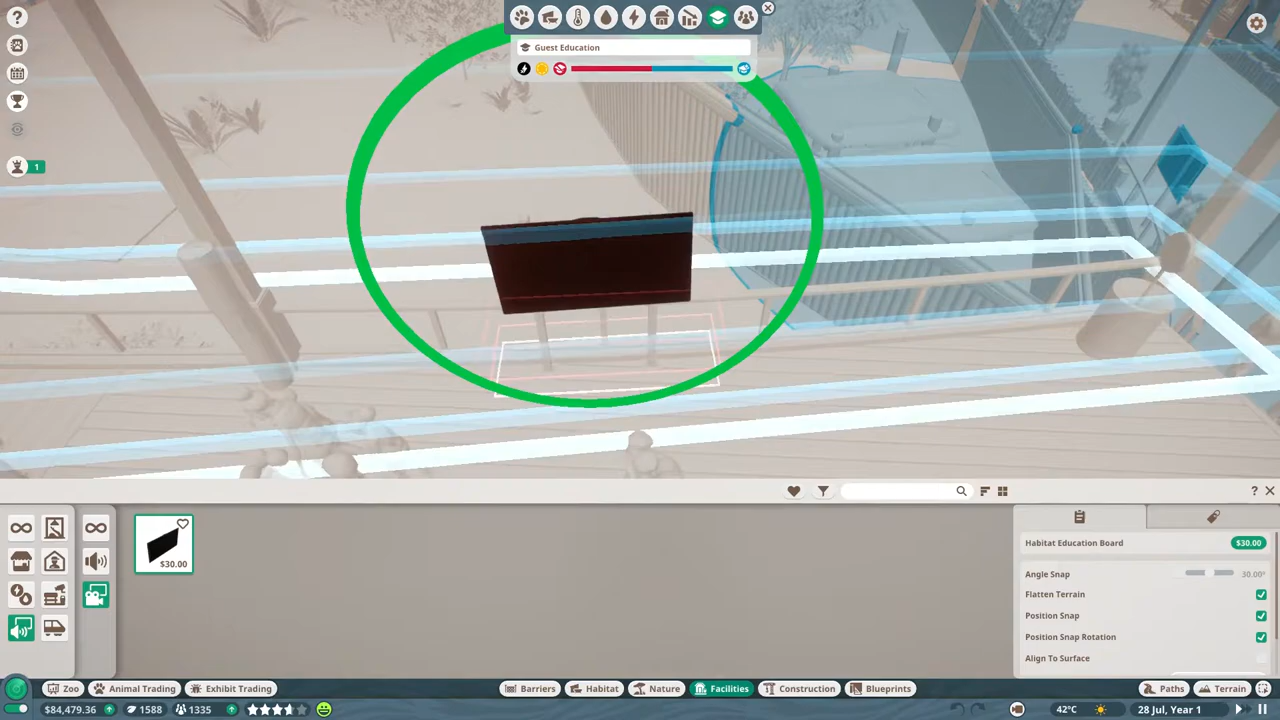 Guest Education
1
$30.00
Habitat Education Board
$30.00
Angle Snap
30.00°
Flatten Terrain
Position Snap
Position Snap Rotation
Align To Surface
Zoo
Animal Trading
Exhibit Trading
Barriers
Habitat
Nature
Facilities
Construction
Blueprints
Paths
Terrain
$84,479.36
1588
1335
42°C
28 Jul, Year 1